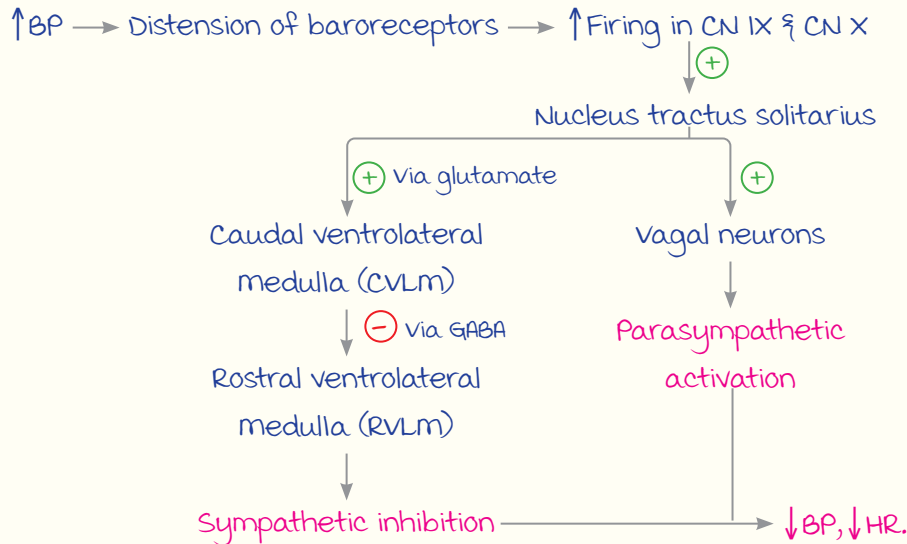 ↑BP → Distension of baroreceptors → ↑Firing in CN IX & CN X
+
Nucleus tractus solitarius
+ Via glutamate +
Caudal ventrolateral Vagal neurons
medulla (CVLM)
- Via GABA Parasympathetic
Rostral ventrolateral activation
medulla (RVLM)
Sympathetic inhibition → ↓BP, ↓HR.